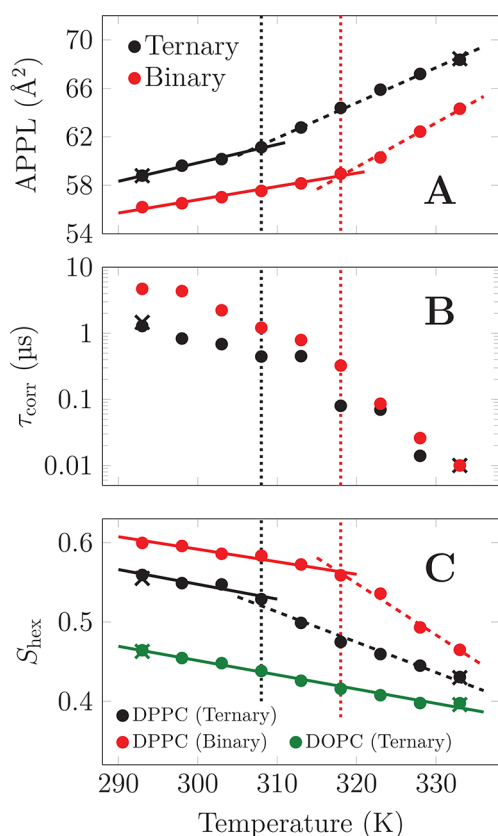 70
66
62
58
54
APPL (Å²)
Ternary
Binary
A
10
1
0.1
0.01
τcorr (µs)
B
0.6
0.5
0.4
Shex
C
DPPC (Ternary)
DPPC (Binary) DOPC (Ternary)
290 300 310 320 330
Temperature (K)